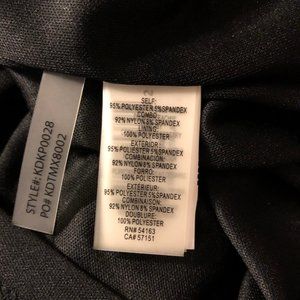 STYLE#: KDKP0028
PO# KDTMX8002
2
SELF:
95% POLYESTER 5% SPANDEX
COMBO:
92% NYLON 8% SPANDEX
LINING:
100% POLYESTER
EXTERIOR:
95% POLIESTER 5% SPANDEX
COMBINACION:
92% NYLON 8% SPANDEX
FORRO:
100% POLIESTER
EXTÉRIEUR:
95% POLYESTER 5% SPANDEX
COMBINAISON:
92% NYLON 8% SPANDEX
DOUBLURE:
100% POLYESTER
RN# 54163
CA# 57151